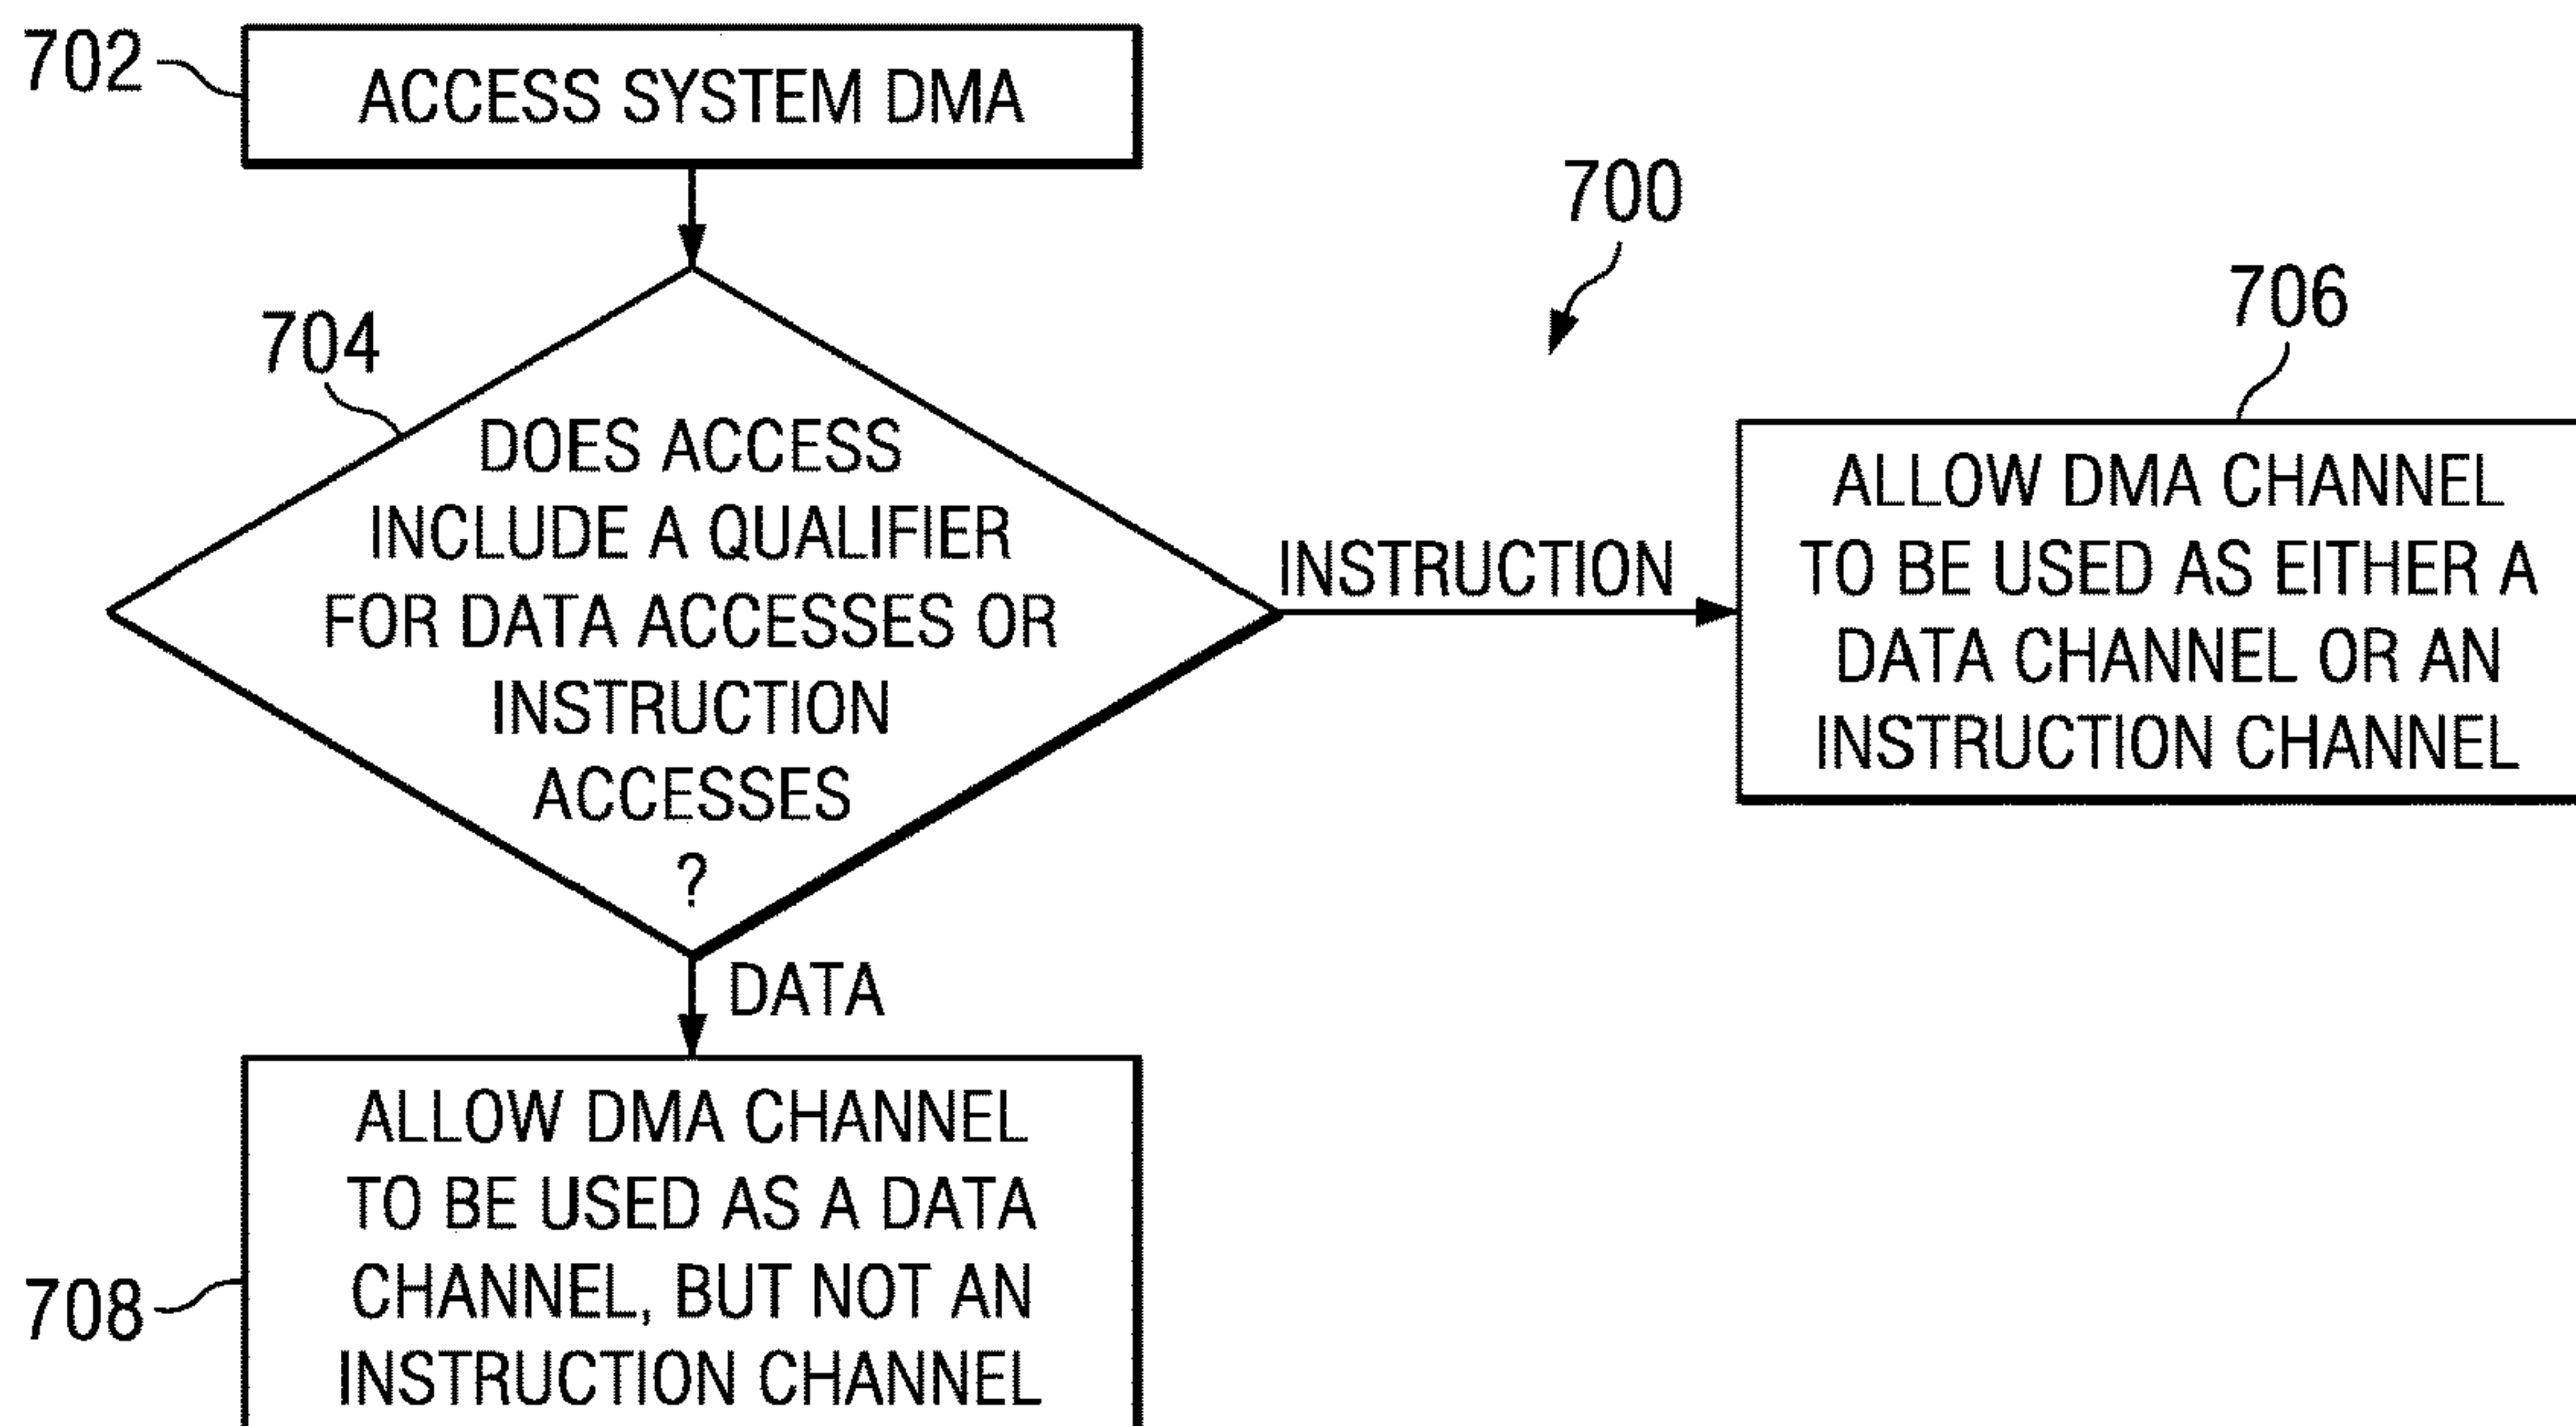 702
ACCESS SYSTEM DMA
700
704
706
DOES ACCESS
INCLUDE A QUALIFIER
FOR DATA ACCESSES OR
INSTRUCTION
ACCESSES
?
INSTRUCTION
ALLOW DMA CHANNEL
TO BE USED AS EITHER A
DATA CHANNEL OR AN
INSTRUCTION CHANNEL
DATA
ALLOW DMA CHANNEL
TO BE USED AS A DATA
CHANNEL, BUT NOT AN
INSTRUCTION CHANNEL
708